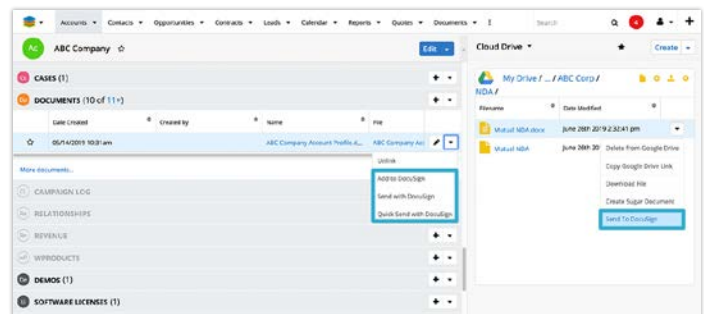 Accounts Contacts Opportunities Contracts Leads Calendar Reports Quotes Documents Search 4
Ac ABC Company Edit
CASES (1)
DOCUMENTS (10 of 11+)
Date Created Created by Name File
05/14/2019 10:31am ABC Company Account Profile.d... ABC Company Acc
Unlink
Add to DocuSign
Send with DocuSign
Quick Send with DocuSign
More documents...
CAMPAIGN LOG
RELATIONSHIPS
REVENUE
WPRODUCTS
De DEMOS (1)
SOFTWARE LICENSES (1)
Cloud Drive Create
My Drive / ... / ABC Corp /
NDA /
Filename Date Modified
Mutual NDA.docx June 28th 2019 2:32:41 pm
Mutual NDA June 28th 20
Delete from Google Drive
Copy Google Drive Link
Download File
Create Sugar Document
Send To DocuSign